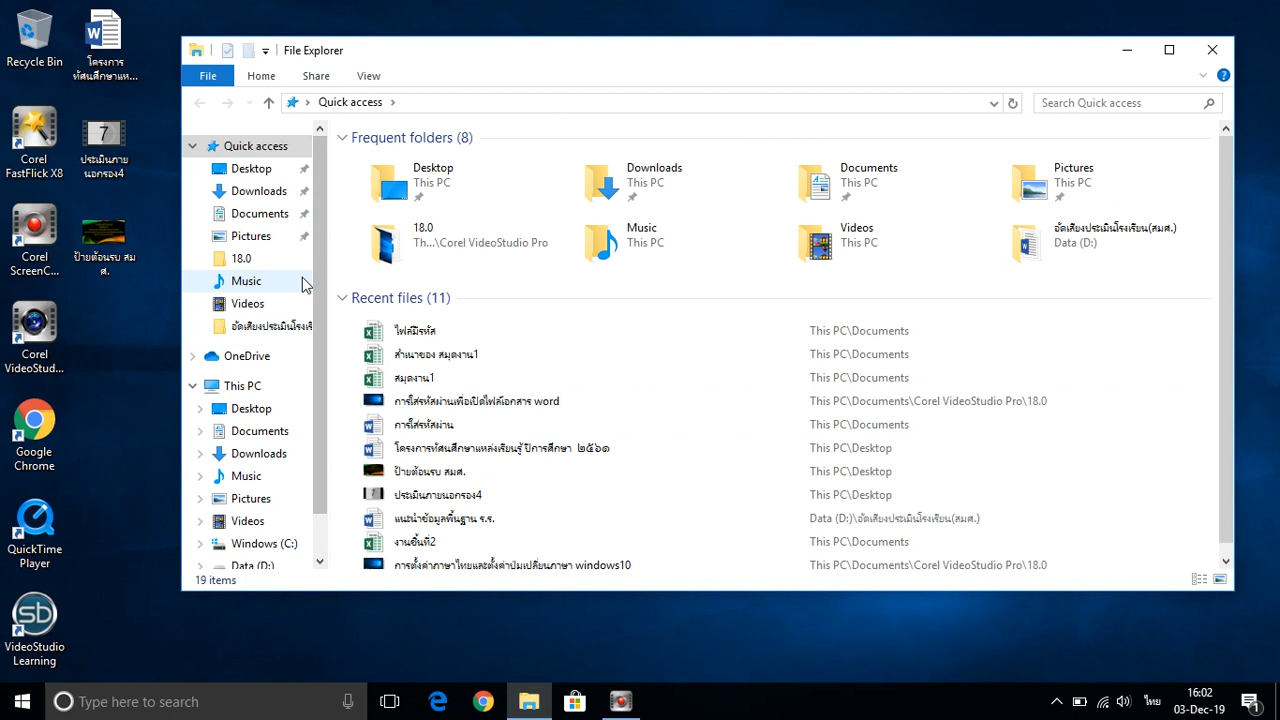 Recycle Bin
โครงการ
ทัศนศึกษาแห...
Corel
FastFlick X8
ประเมินภาย
นอกรอง4
Corel
ScreenC...
ป้ายต้อนรบ สม
ศ.
Corel
VideoStud...
Google
Chrome
QuickTime
Player
VideoStudio
Learning
File Explorer
File
Home
Share
View
Quick access
Search Quick access
Quick access
Desktop
Downloads
Documents
Pictures
18.0
Music
Videos
อัดเสียงประเมินโรงเรี
OneDrive
This PC
Desktop
Documents
Downloads
Music
Pictures
Videos
Windows (C:)
Data (D:)
Frequent folders (8)
Desktop
This PC
Downloads
This PC
Documents
This PC
Pictures
This PC
18.0
Th...\Corel VideoStudio Pro
Music
This PC
Videos
This PC
อัดเสียงประเมินโรงเรียน(สมศ.)
Data (D:)
Recent files (11)
ไฟล์มีรหัส This PC\Documents
สำเนาของ สมุดงาน1 This PC\Documents
สมุดงาน1 This PC\Documents
การใส่รหัสผ่านเพื่อเปิดไฟล์เอกสาร word This PC\Documents\Corel VideoStudio Pro\18.0
การใส่รหัสผ่าน This PC\Documents
โครงการทัศนศึกษาแหล่งเรียนรู้ ปีการศึกษา ๒๕๖๑ This PC\Desktop
ป้ายต้อนรบ สมศ. This PC\Desktop
ประเมินภายนอกรอง4 This PC\Desktop
แนะนำข้อมูลพื้นฐาน ร.ร. Data (D:)\อัดเสียงประเมินโรงเรียน(สมศ.)
งานชิ้นที่2 This PC\Documents
การตั้งค่าภาษาไทยและตั้งค่าปุ่มเปลี่ยนภาษา windows10 This PC\Documents\Corel VideoStudio Pro\18.0
19 items
Type here to search
ไทย
16:02
03-Dec-19
1